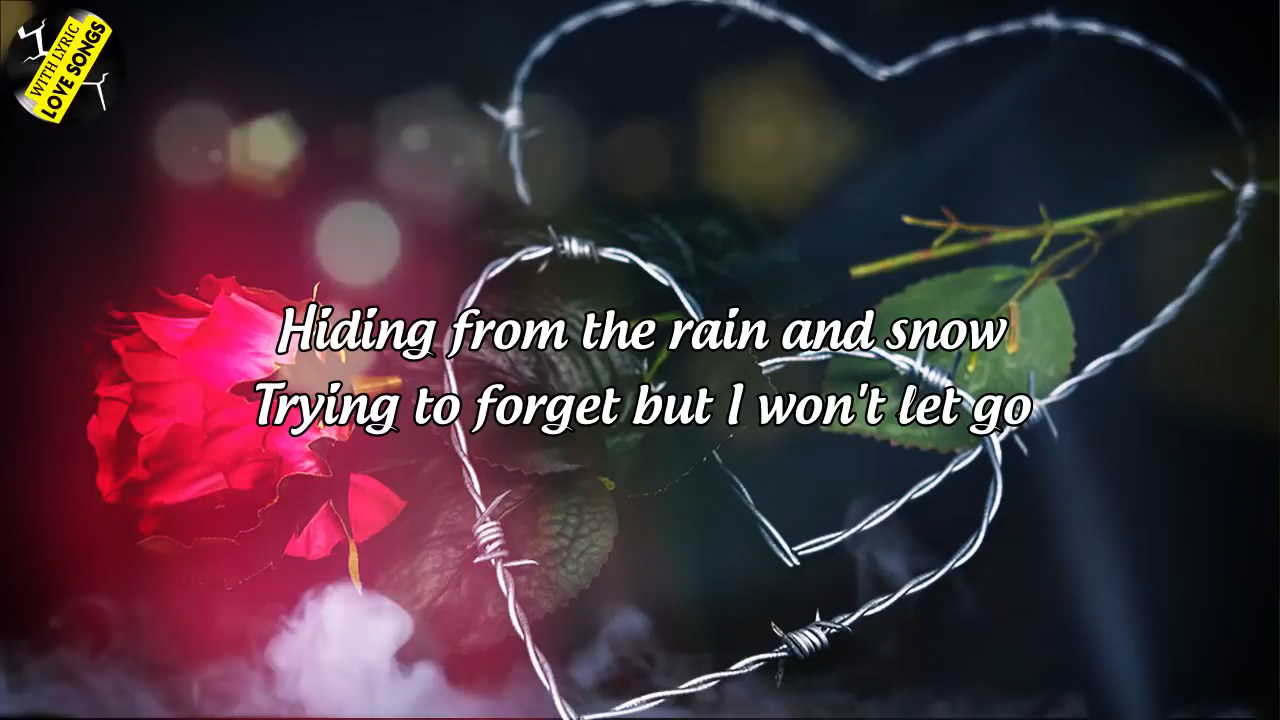 WITH LYRIC
LOVE SONGS
Hiding from the rain and snow
Trying to forget but I won't let go